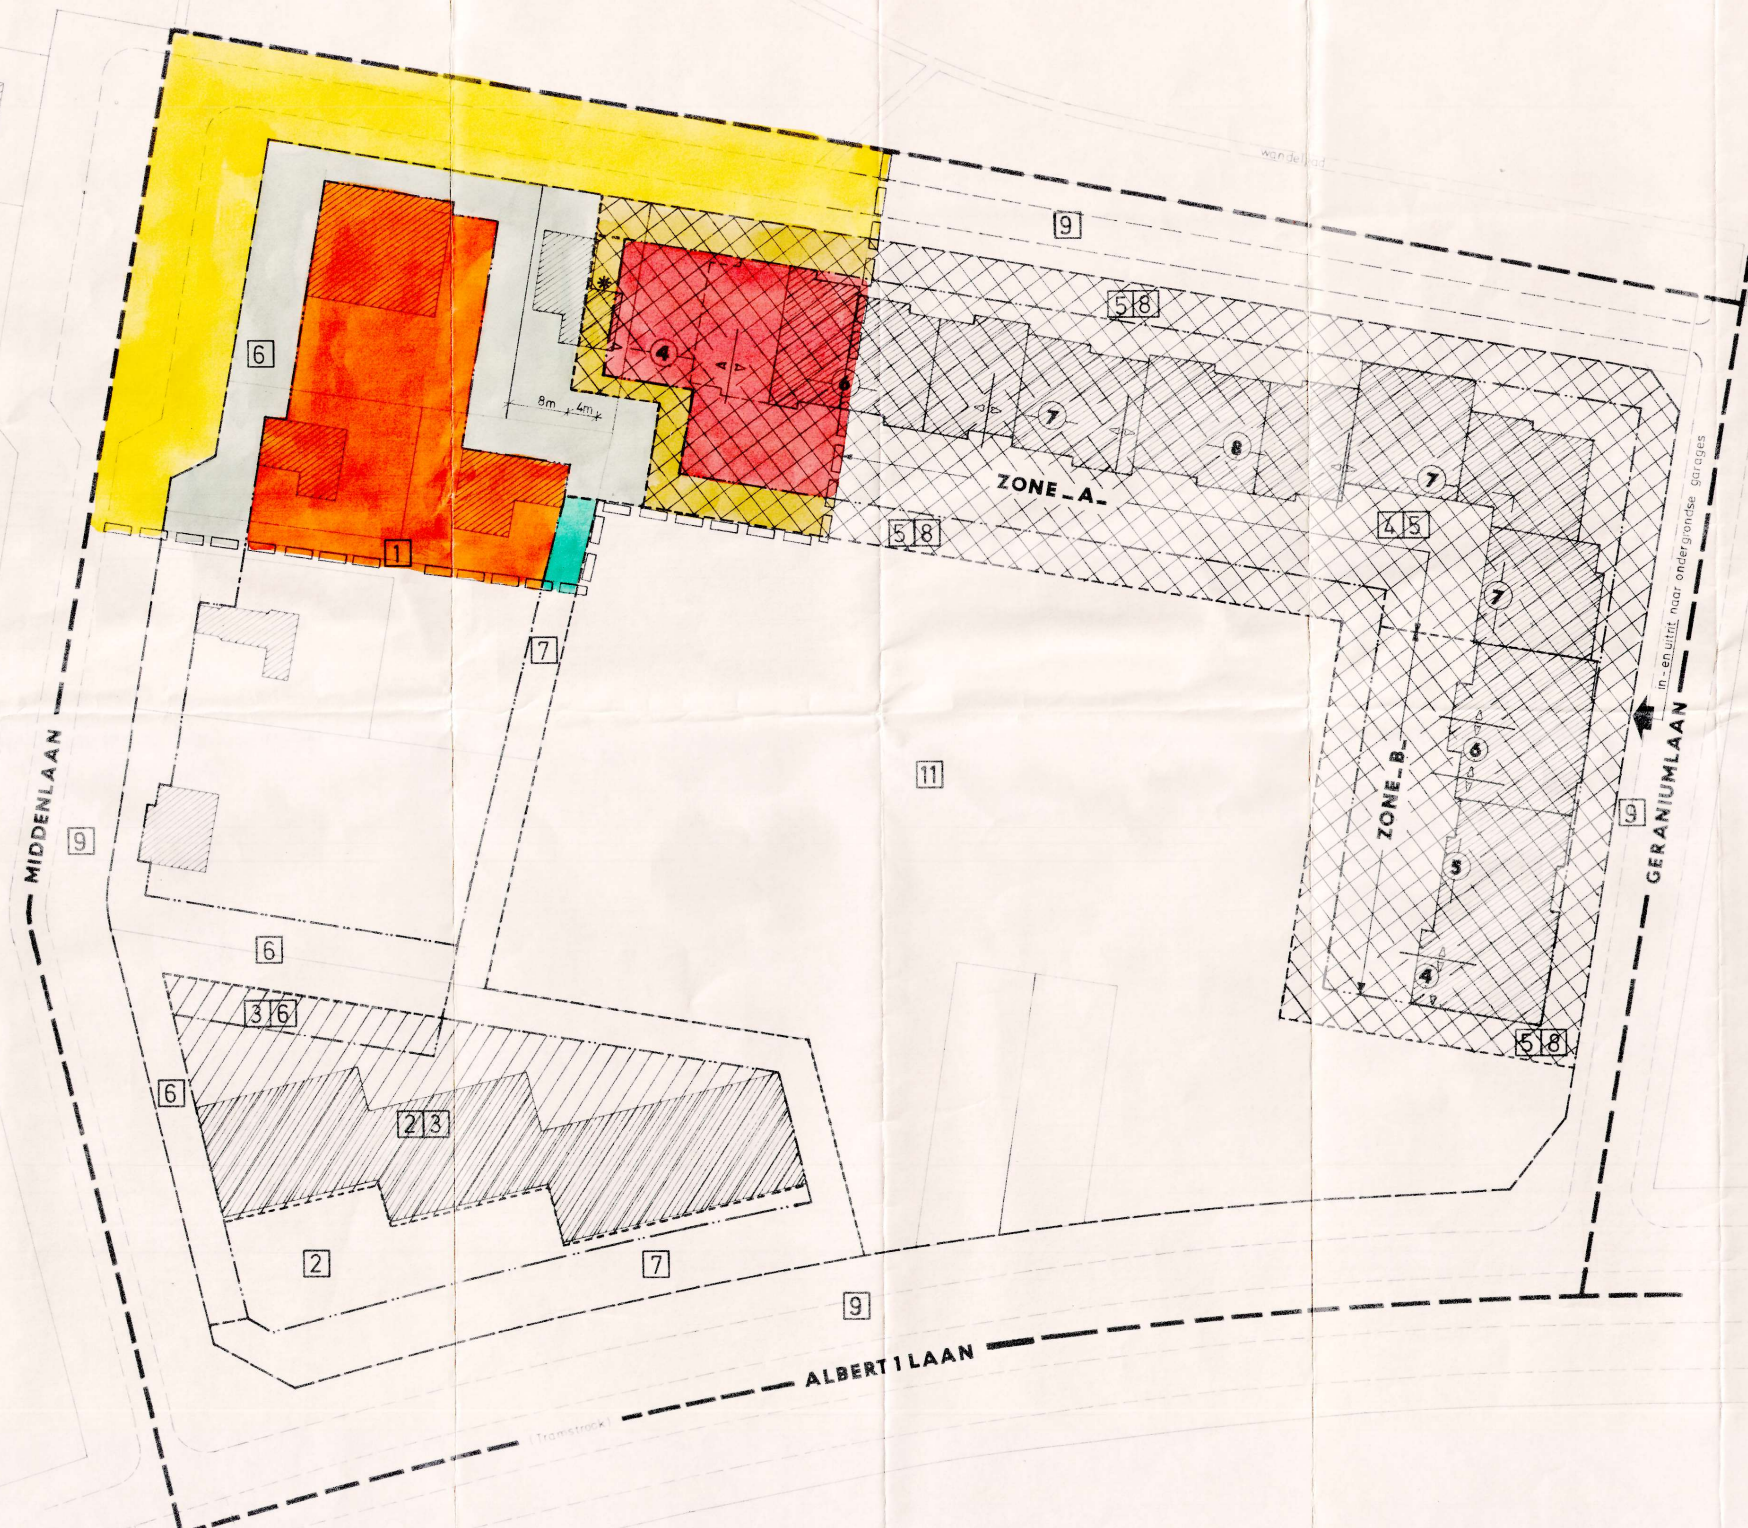 wandelpad
9
5 8
6
*
4
6
8m
4m
7
8
7
ZONE _ A -
5 8
4 5
1
7
7
in- en uitrit naar ondergrondse garages
MIDDENLAAN
GERANIUMLAAN
ZONE _ B -
6
11
9
9
5
6
4
3 6
5 8
6
2 3
2
7
9
ALBERT 1 LAAN
(Tramstrook)